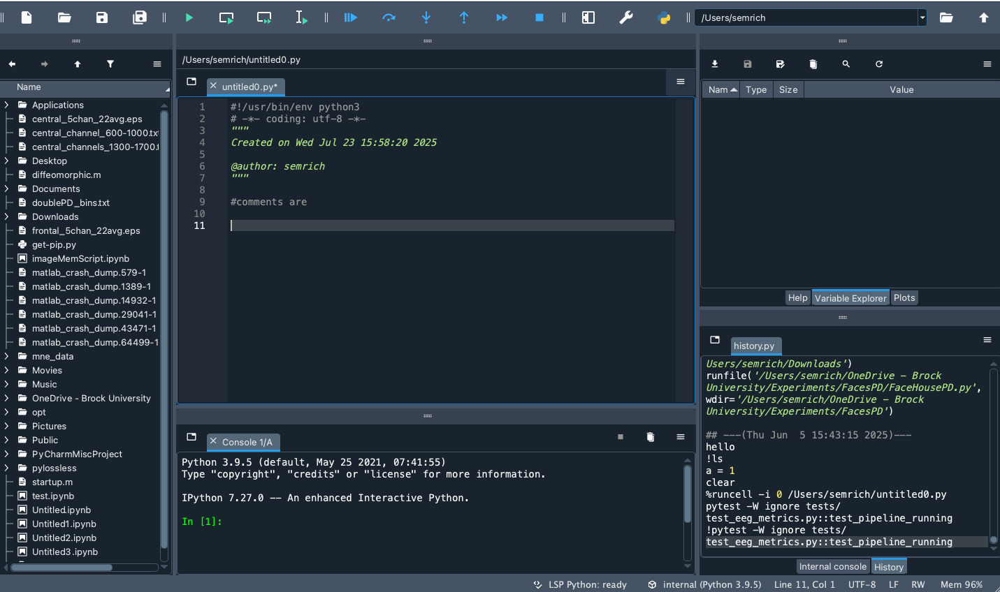 /Users/semrich
Name
Applications
central_5chan_22avg.eps
central_channel_600-1000.txt
central_channels_1300-1700.t
Desktop
diffeomorphic.m
Documents
doublePD_bins.txt
Downloads
frontal_5chan_22avg.eps
get-pip.py
imageMemScript.ipynb
matlab_crash_dump.579-1
matlab_crash_dump.1389-1
matlab_crash_dump.14932-1
matlab_crash_dump.29041-1
matlab_crash_dump.43471-1
matlab_crash_dump.64499-1
mne_data
Movies
Music
OneDrive - Brock University
opt
Pictures
Public
PyCharmMiscProject
pylossless
startup.m
test.ipynb
Untitled.ipynb
Untitled1.ipynb
Untitled2.ipynb
Untitled3.ipynb
/Users/semrich/untitled0.py
untitled0.py*
1 #!/usr/bin/env python3
2 # -*- coding: utf-8 -*-
3 """
4 Created on Wed Jul 23 15:58:20 2025
5
6 @author: semrich
7 """
8
9 #comments are
10
11
Console 1/A
Python 3.9.5 (default, May 25 2021, 07:41:55)
Type "copyright", "credits" or "license" for more information.
IPython 7.27.0 -- An enhanced Interactive Python.
In [1]:
Nam Type Size Value
Help Variable Explorer Plots
history.py
Users/semrich/Downloads')
runfile('/Users/semrich/OneDrive - Brock
University/Experiments/FacesPD/FaceHousePD.py',
wdir='/Users/semrich/OneDrive - Brock
University/Experiments/FacesPD')
## ---(Thu Jun  5 15:43:15 2025)---
hello
!ls
a = 1
clear
%runcell -i 0 /Users/semrich/untitled0.py
pytest -W ignore tests/
test_eeg_metrics.py::test_pipeline_running
!pytest -W ignore tests/
test_eeg_metrics.py::test_pipeline_running
Internal console History
LSP Python: ready internal (Python 3.9.5) Line 11, Col 1 UTF-8 LF RW Mem 96%